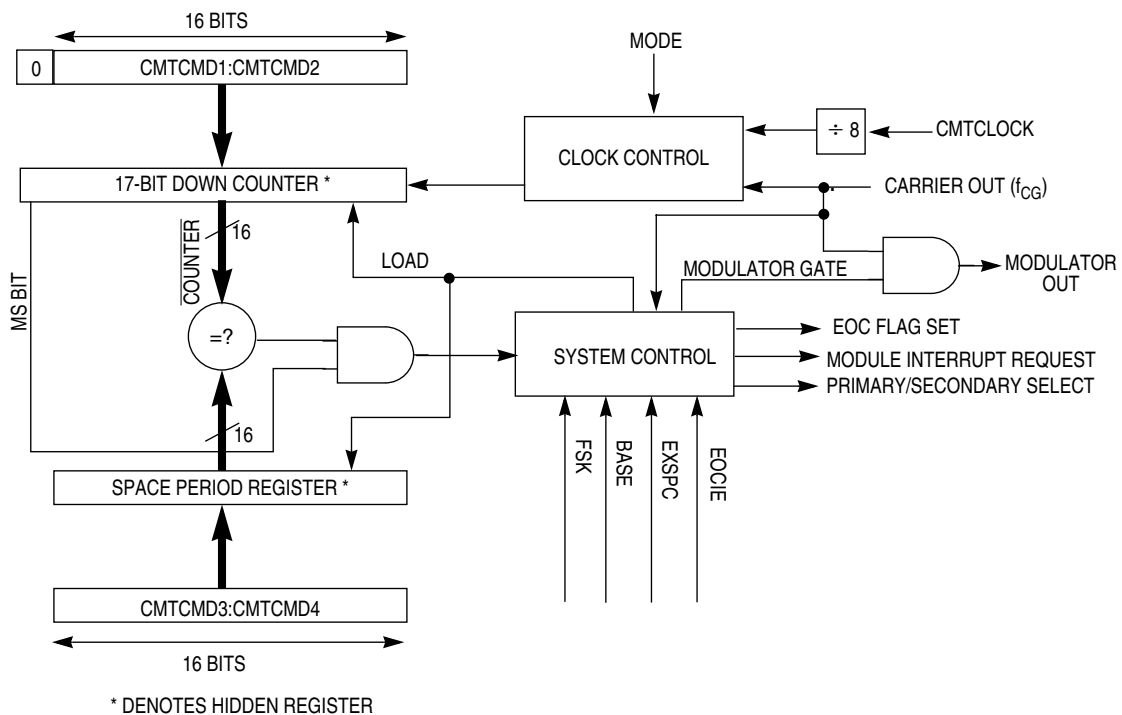 16 BITS
0
CMTCMD1:CMTCMD2
MODE
÷ 8
CMTCLOCK
CLOCK CONTROL
17-BIT DOWN COUNTER *
CARRIER OUT (fCG)
16
COUNTER
LOAD
MODULATOR GATE
MODULATOR
OUT
MS BIT
=?
EOC FLAG SET
SYSTEM CONTROL
MODULE INTERRUPT REQUEST
PRIMARY/SECONDARY SELECT
16
FSK
BASE
EXSPC
EOCIE
SPACE PERIOD REGISTER *
CMTCMD3:CMTCMD4
16 BITS
* DENOTES HIDDEN REGISTER